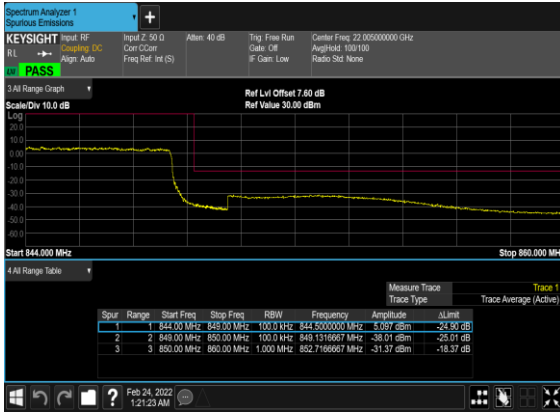 Spectrum Analyzer 1
Spurious Emissions
+
KEYSIGHT Input: RF Input Z: 50 Ω Atten: 40 dB Trig: Free Run Center Freq: 22.005000000 GHz
RL Coupling: DC Corr CCorr Gate: Off Avg|Hold: 100/100
Align: Auto Freq Ref: Int (S) IF Gain: Low Radio Std: None
PASS
3 All Range Graph
Scale/Div 10.0 dB
Ref Lvl Offset 7.60 dB
Ref Value 30.00 dBm
Log
20.0
10.0
0.00
-10.0
-20.0
-30.0
-40.0
-50.0
-60.0
Start 844.000 MHz Stop 860.000 MH
4 All Range Table
Measure Trace Trace 1
Trace Type Trace Average (Active)
Spur Range Start Freq Stop Freq RBW Frequency Amplitude ΔLimit
1 1 844.00 MHz 849.00 MHz 100.0 kHz 844.5000000 MHz 5.097 dBm -24.90 dB
2 2 849.00 MHz 850.00 MHz 100.0 kHz 849.1316667 MHz -38.01 dBm -25.01 dB
3 3 850.00 MHz 860.00 MHz 1.000 MHz 852.7166667 MHz -31.37 dBm -18.37 dB
? Feb 24, 2022
1:21:23 AM